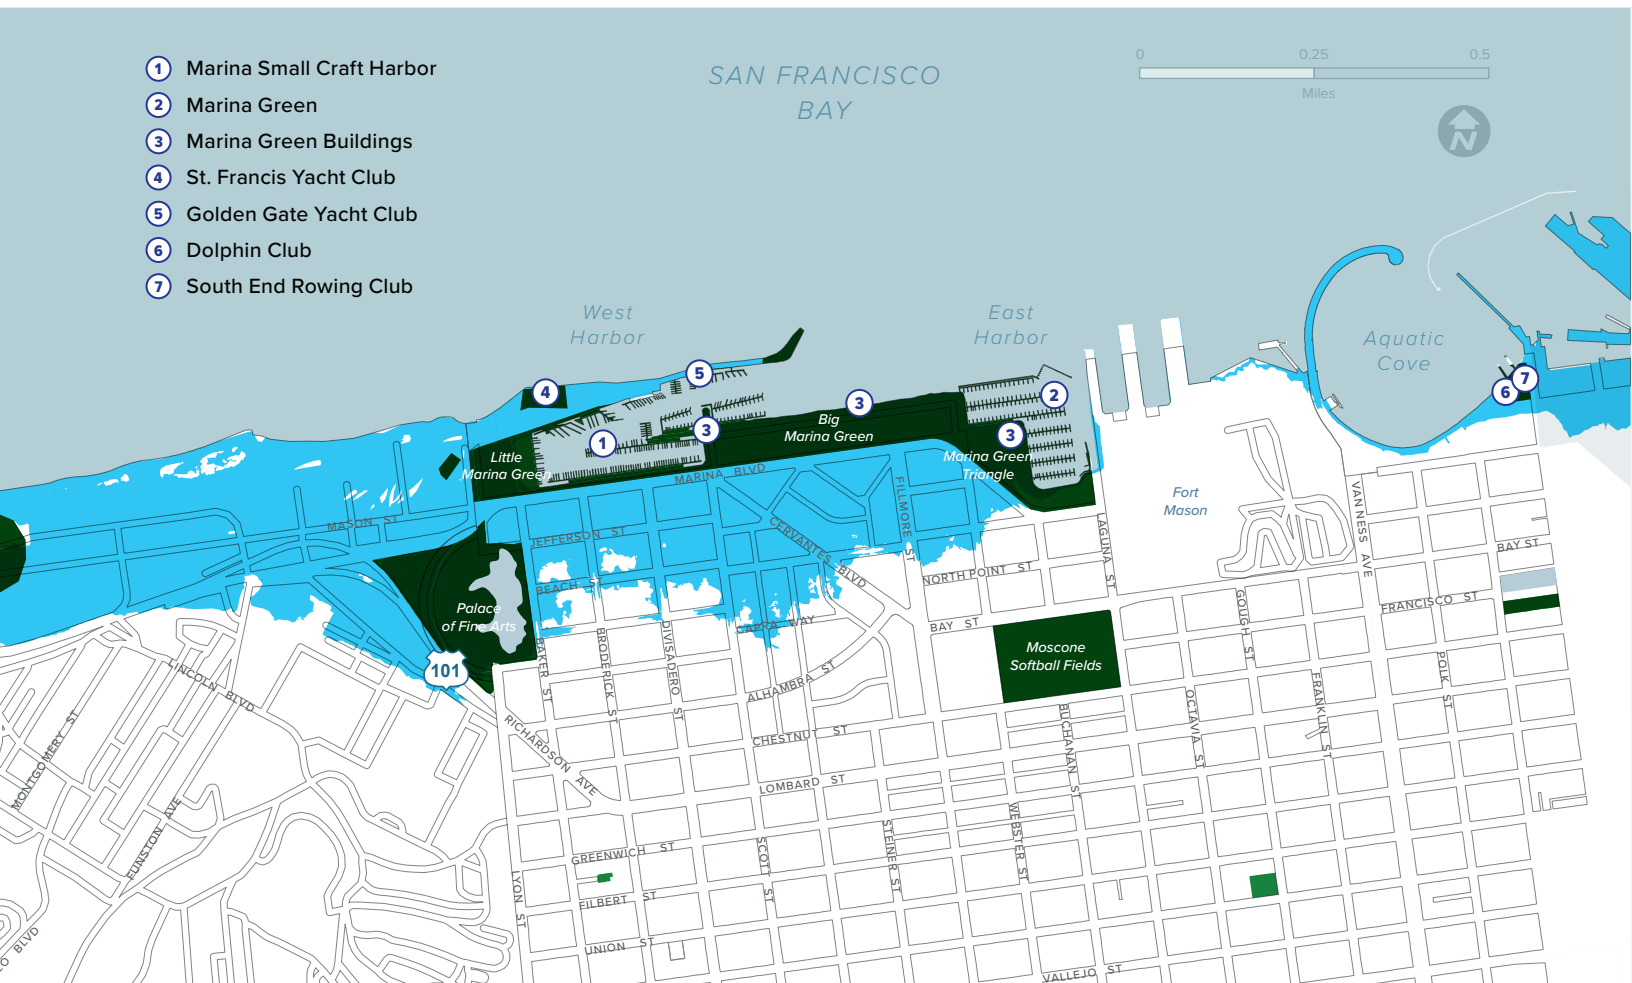 1 Marina Small Craft Harbor
2 Marina Green
3 Marina Green Buildings
4 St. Francis Yacht Club
5 Golden Gate Yacht Club
6 Dolphin Club
7 South End Rowing Club
SAN FRANCISCO
BAY
0 0.25 0.5
Miles
N
West
Harbor
East
Harbor
Aquatic
Cove
5
4
3
2
1
3
3
6
7
Big
Marina Green
Little
Marina Green
Marina Green
Triangle
Fort
Mason
MARINA BLVD
MASON ST
JEFFERSON ST
CERVANTES BLVD
FILLMORE ST
LAGUNA ST
VAN NESS AVE
BAY ST
BEACH ST
NORTH POINT ST
FRANCISCO ST
Palace
of Fine Arts
CAPRA WAY
BAY ST
GOUGH ST
Moscone
Softball Fields
101
BAKER ST
BRODERICK ST
DIVISADERO ST
ALHAMBRA ST
POLK ST
LINCOLN BLVD
RICHARDSON AVE
CHESTNUT ST
BUCHANAN ST
OCTAVIA ST
FRANKLIN ST
MONTGOMERY ST
LOMBARD ST
FUNSTON AVE
GREENWICH ST
SCOTT ST
STEINER ST
WEBSTER ST
LYON ST
FILBERT ST
UNION ST
VALLEJO ST
BLVD